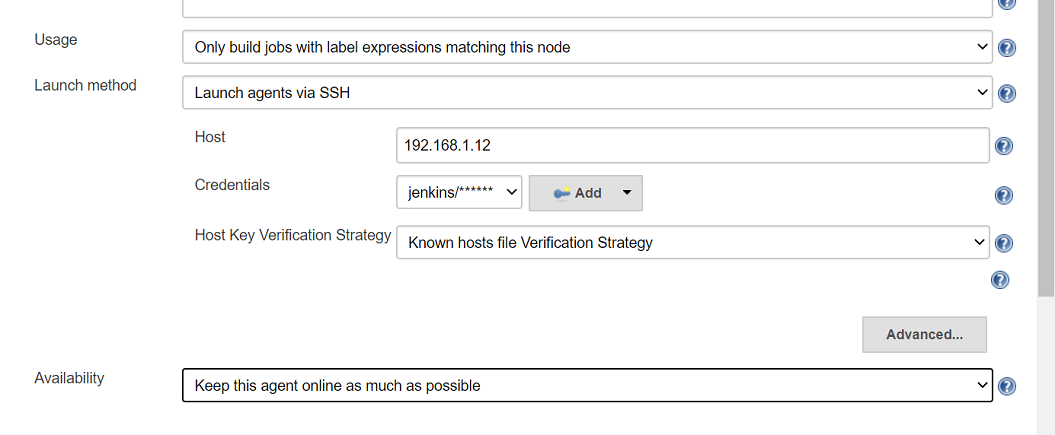 Usage
Only build jobs with label expressions matching this node
Launch method
Launch agents via SSH
Host
192.168.1.12
Credentials
jenkins/******
Add
Host Key Verification Strategy
Known hosts file Verification Strategy
Advanced...
Availability
Keep this agent online as much as possible